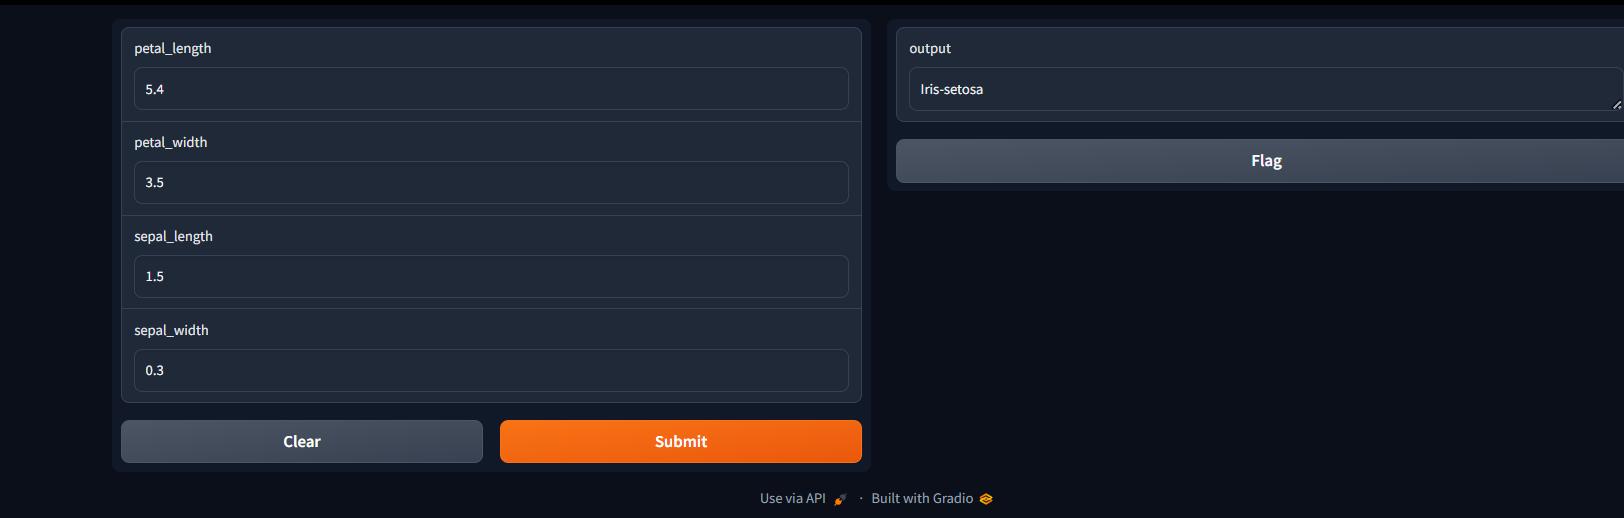 petal_length
5.4
petal_width
3.5
sepal_length
1.5
sepal_width
0.3
Clear
Submit
output
Iris-setosa
Flag
Use via API · Built with Gradio